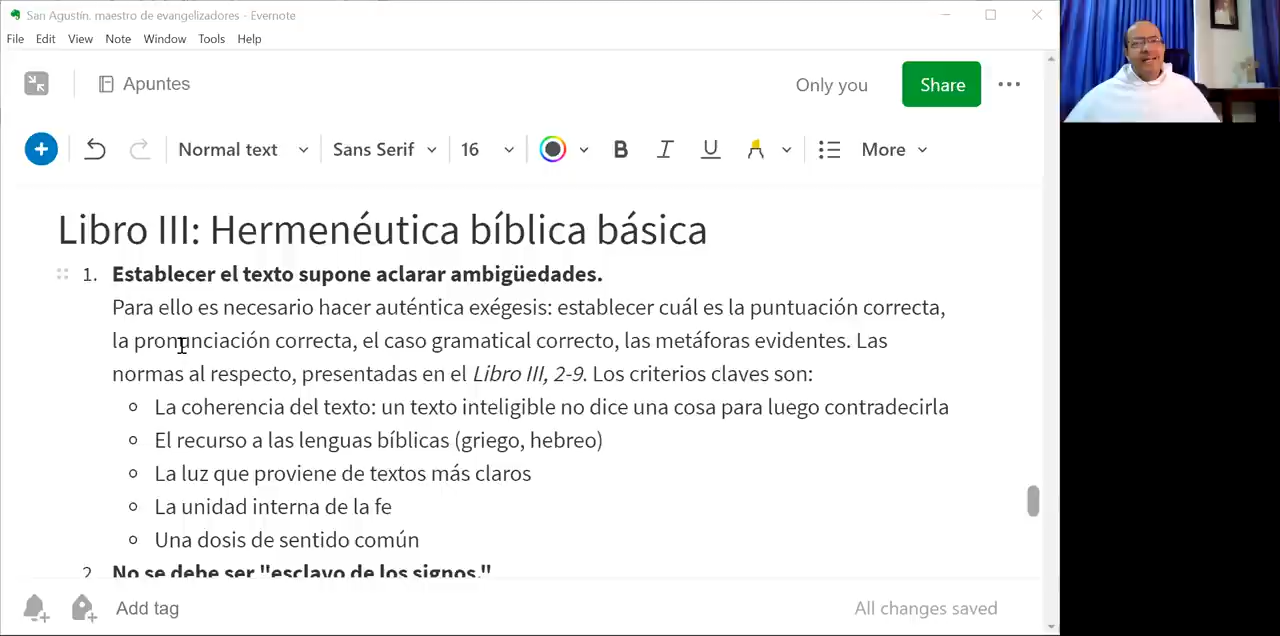 San Agustín. maestro de evangelizadores - Evernote
File Edit View Note Window Tools Help
Apuntes
Only you
Share
Normal text
Sans Serif
16
B I U
More
Libro III: Hermenéutica bíblica básica
1. Establecer el texto supone aclarar ambigüedades.
Para ello es necesario hacer auténtica exégesis: establecer cuál es la puntuación correcta,
la pronunciación correcta, el caso gramatical correcto, las metáforas evidentes. Las
normas al respecto, presentadas en el Libro III, 2-9. Los criterios claves son:
La coherencia del texto: un texto inteligible no dice una cosa para luego contradecirla
El recurso a las lenguas bíblicas (griego, hebreo)
La luz que proviene de textos más claros
La unidad interna de la fe
Una dosis de sentido común
2. No se debe ser "esclavo de los signos."
Add tag
All changes saved